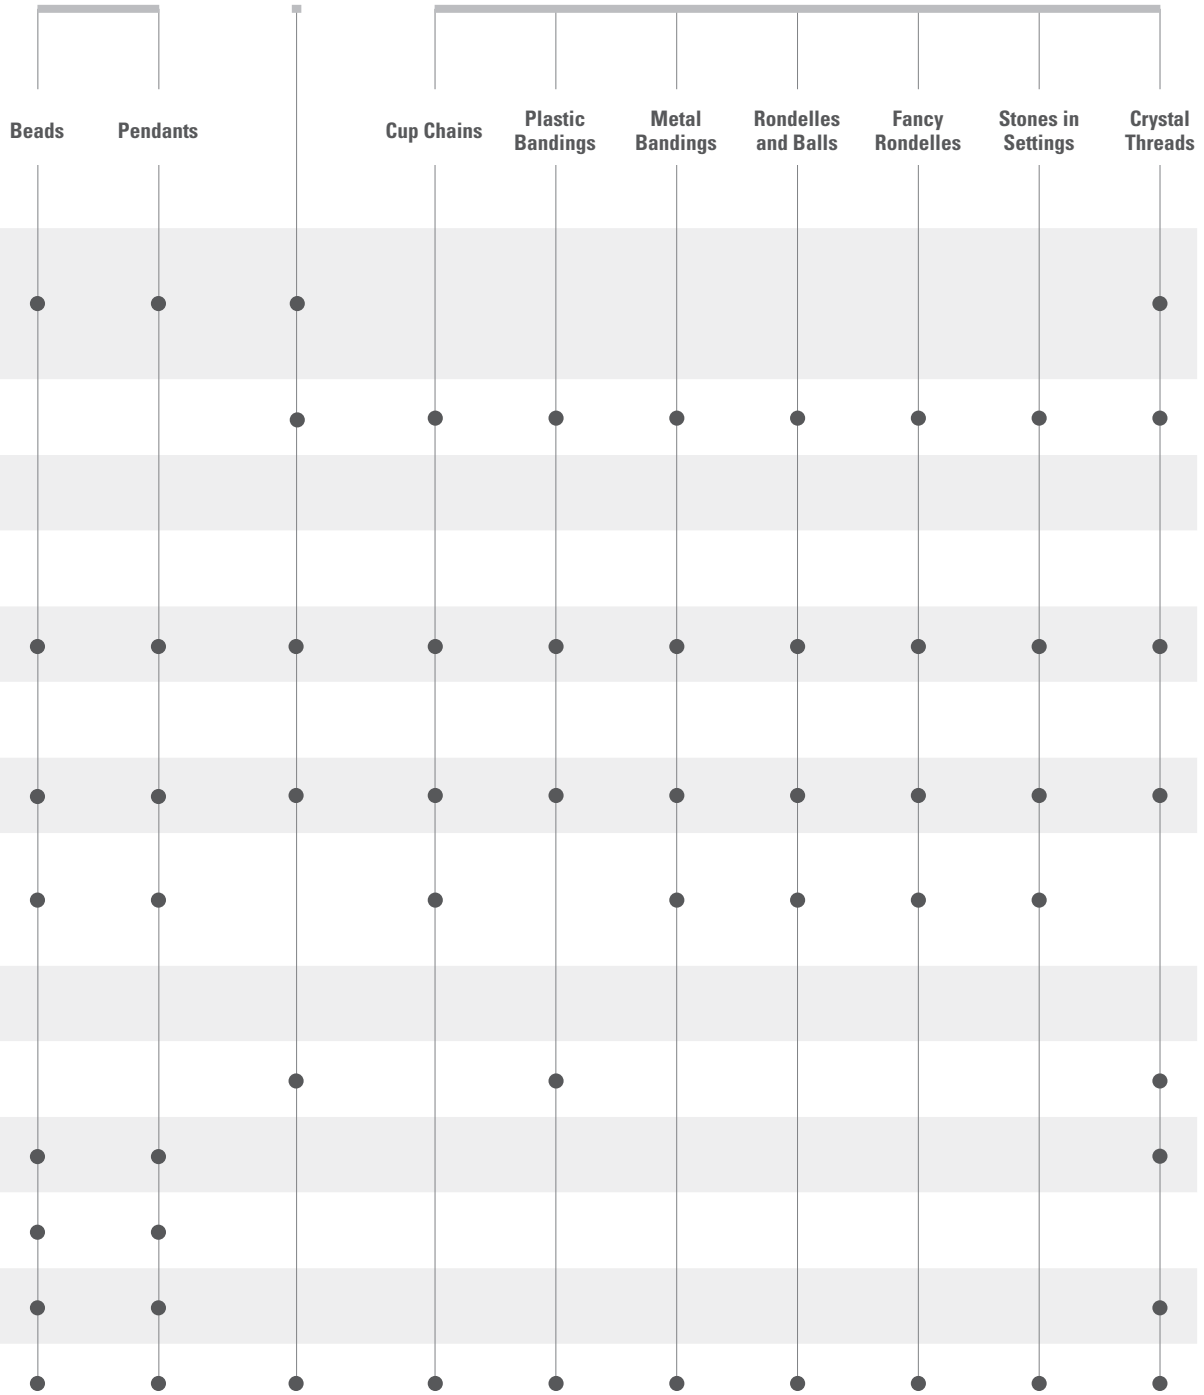 Beads
Pendants
Cup Chains
Plastic
Bandings
Metal
Bandings
Rondelles
and Balls
Fancy
Rondelles
Stones in
Settings
Crystal
Threads